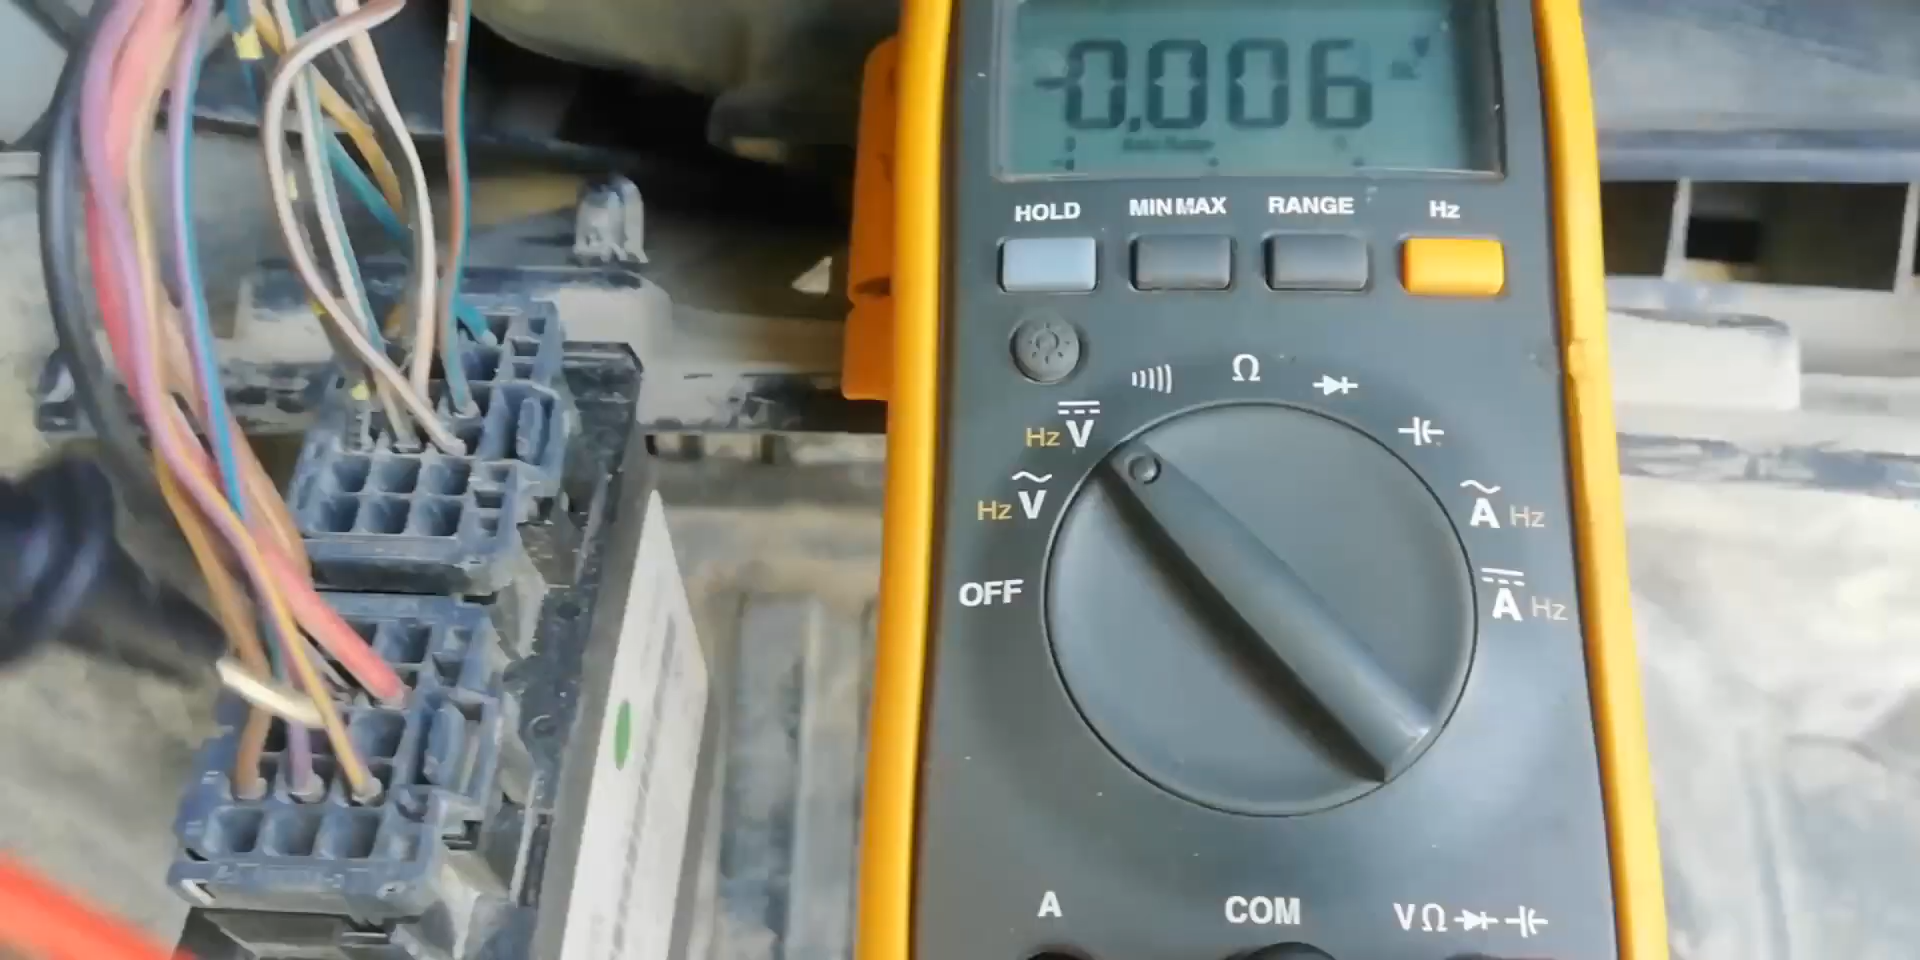 -0.006
HOLD MIN MAX RANGE Hz
Ω
Hz V
Hz V
A Hz
OFF
A Hz
A COM VΩ